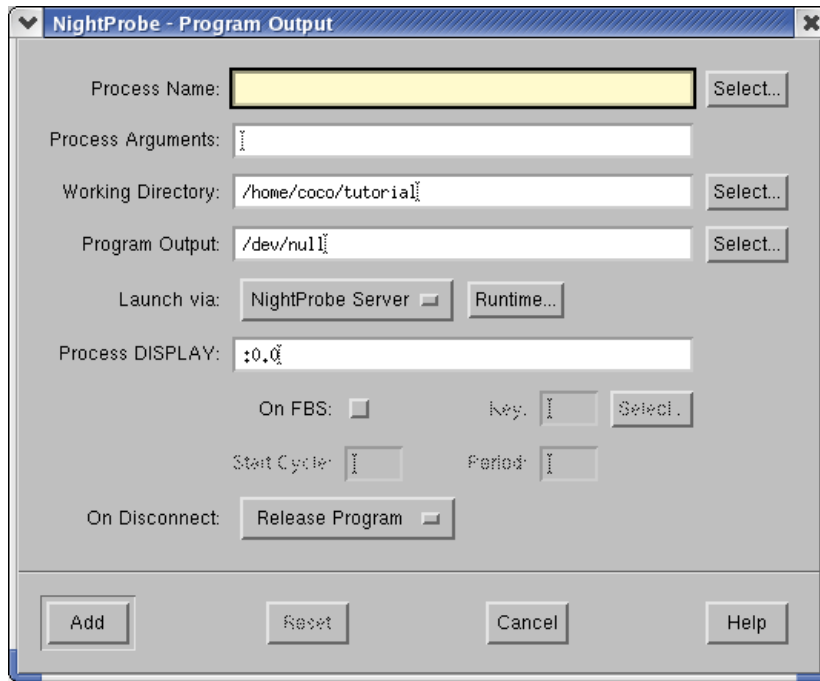 NightProbe - Program Output
Process Name: Select...
Process Arguments:
Working Directory: /home/coco/tutorial Select...
Program Output: /dev/null Select...
Launch via: NightProbe Server Runtime...
Process DISPLAY: :0.0
On FBS: Key: Select...
Start Cycle: Period:
On Disconnect: Release Program
Add Reset Cancel Help